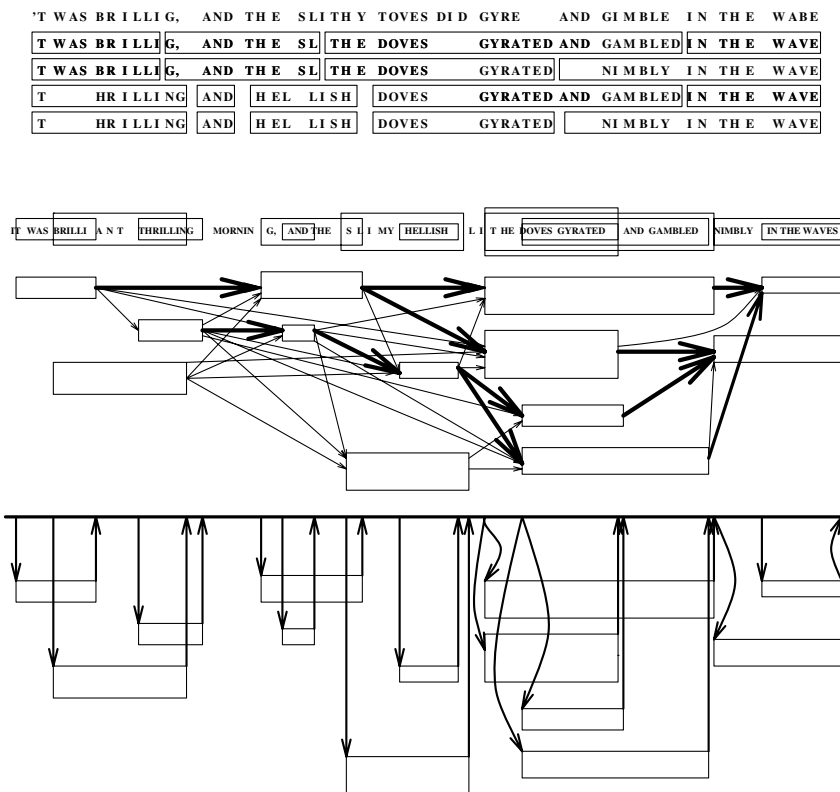 'T WAS BRILLIG, AND THE SLITHY TOVES DID GYRE AND GIMBLE IN THE WABE
T WAS BRILLIG, AND THE SL THE DOVES GYRATED AND GAMBLED IN THE WAVE
T WAS BRILLIG, AND THE SL THE DOVES GYRATED NIMBLY IN THE WAVE
T HRILLING AND HEL LISH DOVES GYRATED AND GAMBLED IN THE WAVE
T HRILLING AND HEL LISH DOVES GYRATED NIMBLY IN THE WAVE
IT WAS BRILLI ANT THRILLING MORNIN G, AND THE SLIMY HELLISH LITHE DOVES GYRATED AND GAMBLED NIMBLY IN THE WAVES